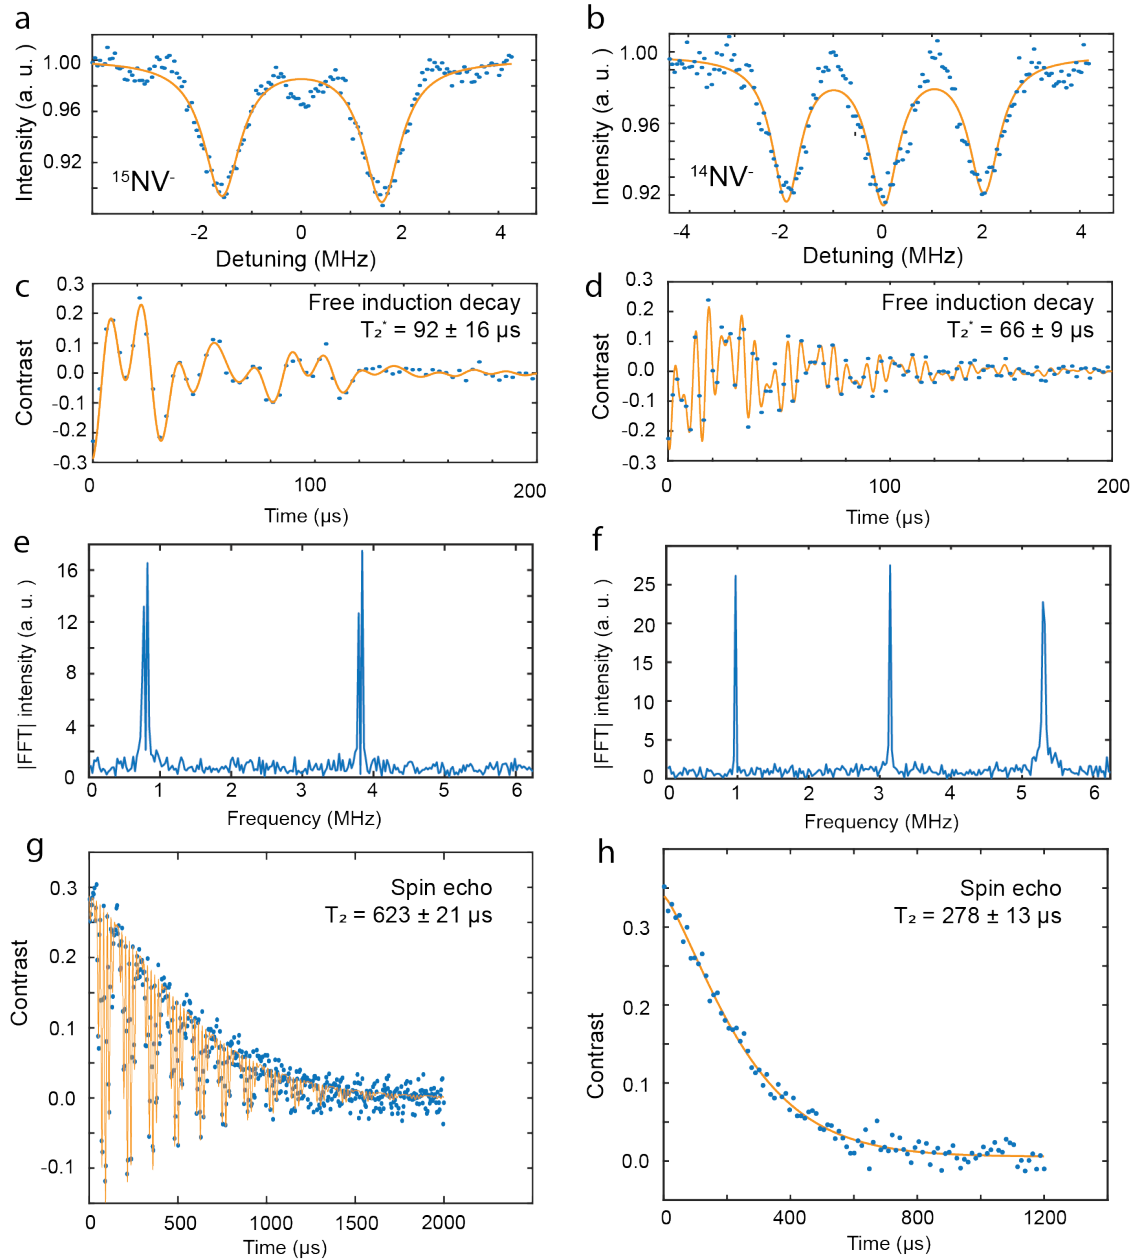 a
Intensity (a. u. )
1.00
0.96
0.92
¹⁵NV⁻
-2
0
2
4
Detuning (MHz)
b
Intensity (a. u. )
1.00
0.96
0.92
¹⁴NV⁻
-4
-2
0
2
4
Detuning (MHz)
c
Contrast
0.3
0.2
0.1
0.0
-0.1
-0.2
-0.3
Free induction decay
T₂* = 92 ± 16 µs
0
100
200
Time (µs)
d
Contrast
0.3
0.2
0.1
0.0
-0.1
-0.2
-0.3
Free induction decay
T₂* = 66 ± 9 µs
0
100
200
Time (µs)
e
|FFT| intensity (a. u. )
16
12
8
4
0
0
1
2
3
4
5
6
Frequency (MHz)
f
|FFT| intensity (a. u. )
25
20
15
10
5
0
0
1
2
3
4
5
6
Frequency (MHz)
g
Contrast
0.3
0.2
0.1
0.0
-0.1
Spin echo
T₂ = 623 ± 21 µs
0
500
1000
1500
2000
Time (µs)
h
Contrast
0.3
0.2
0.1
0.0
Spin echo
T₂ = 278 ± 13 µs
0
400
800
1200
Time (µs)